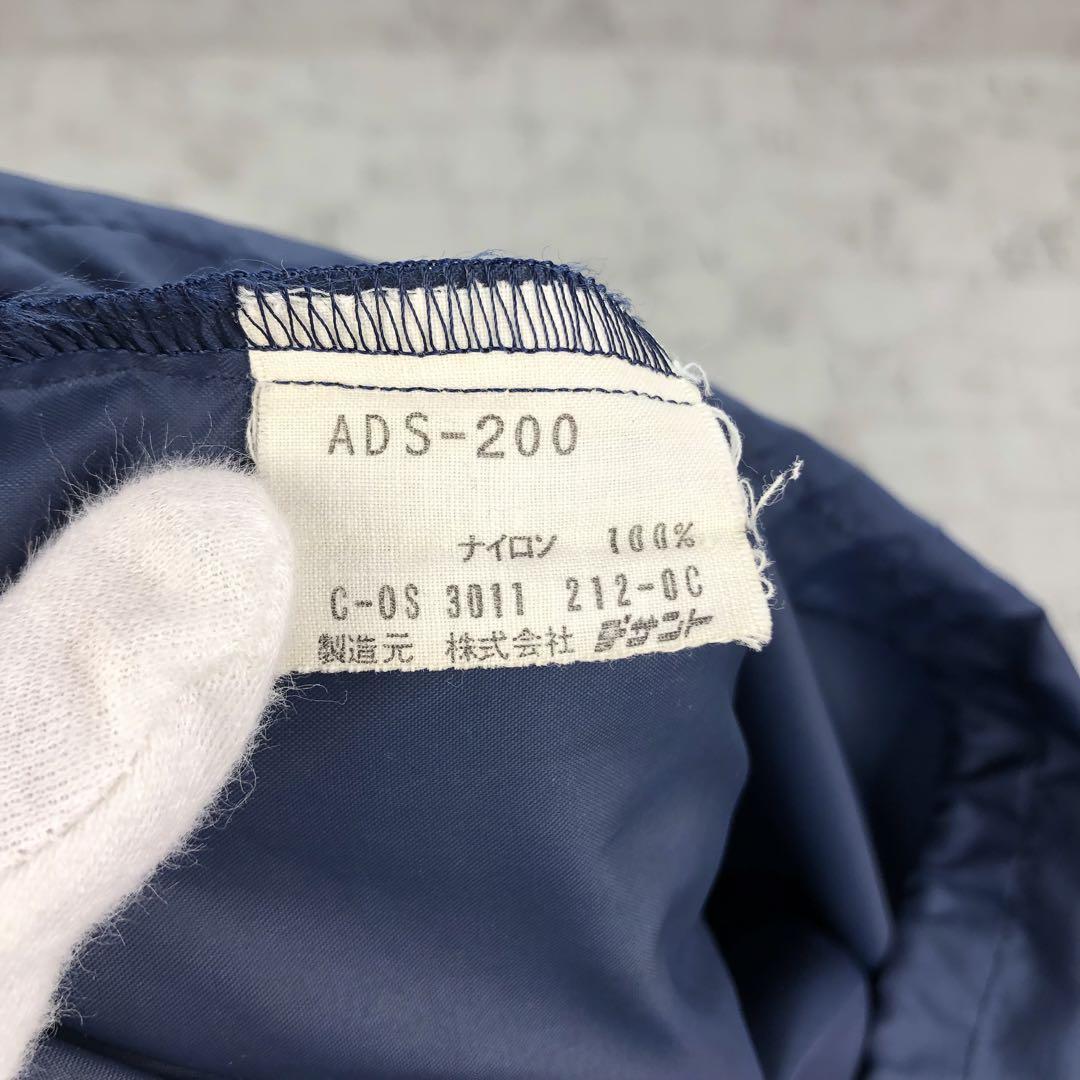 ADS-200
ナイロン 100%
C-OS 3011 212-0C
製造元 株式会社 デサント